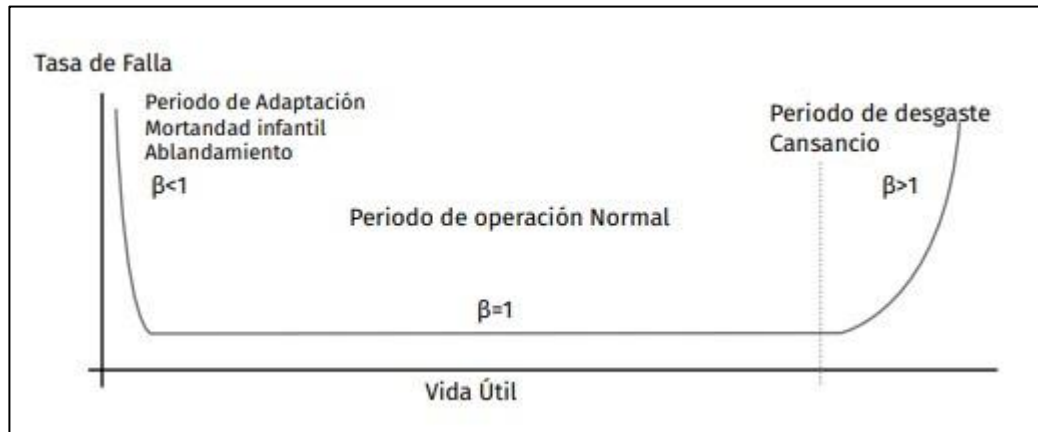 Tasa de Falla
Periodo de Adaptación
Mortandad infantil
Ablandamiento
β<1
Periodo de desgaste
Cansancio
β>1
Periodo de operación Normal
β=1
Vida Útil